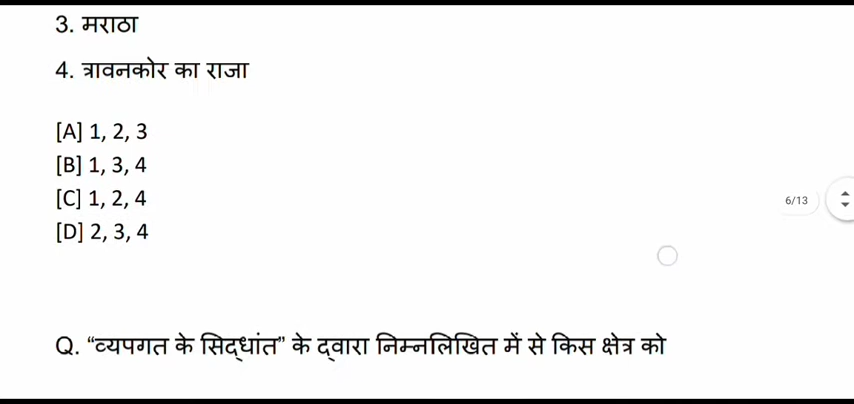 3. मराठा
4. त्रावनकोर का राजा
[A] 1, 2, 3
[B] 1, 3, 4
[C] 1, 2, 4
[D] 2, 3, 4
6/13
Q. “व्यपगत के सिद्धांत” के द्वारा निम्नलिखित में से किस क्षेत्र को